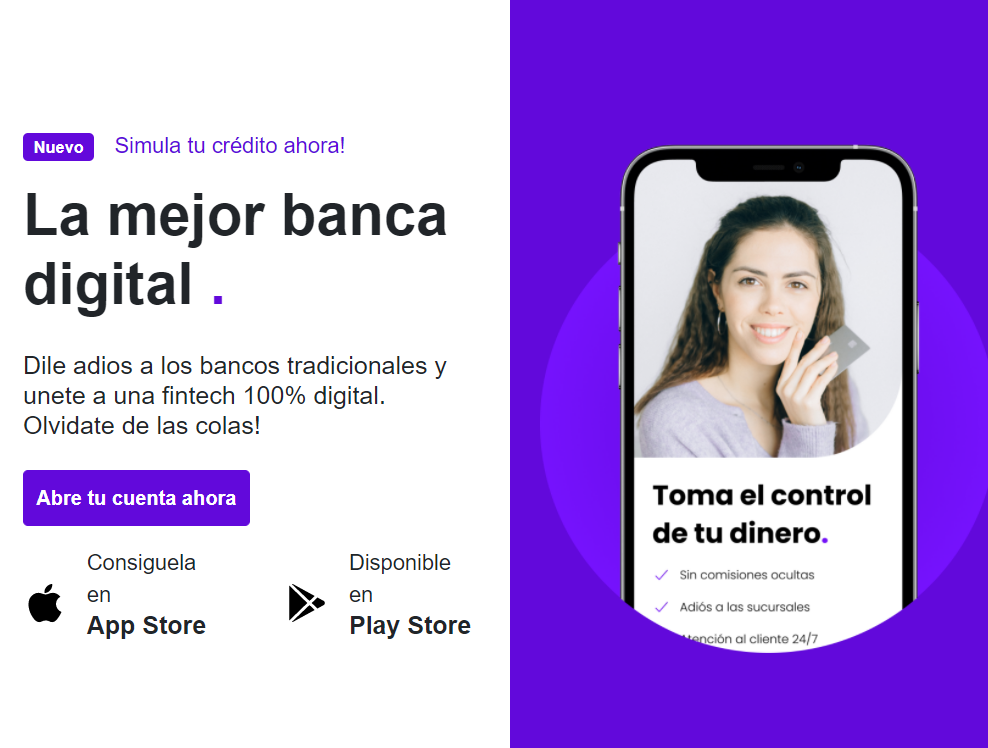 Nuevo Simula tu crédito ahora!
La mejor banca
digital .
Dile adios a los bancos tradicionales y
unete a una fintech 100% digital.
Olvidate de las colas!
Abre tu cuenta ahora
Consiguela
en
App Store
Disponible
en
Play Store
Toma el control
de tu dinero.
Sin comisiones ocultas
Adiós a las sucursales
Atención al cliente 24/7